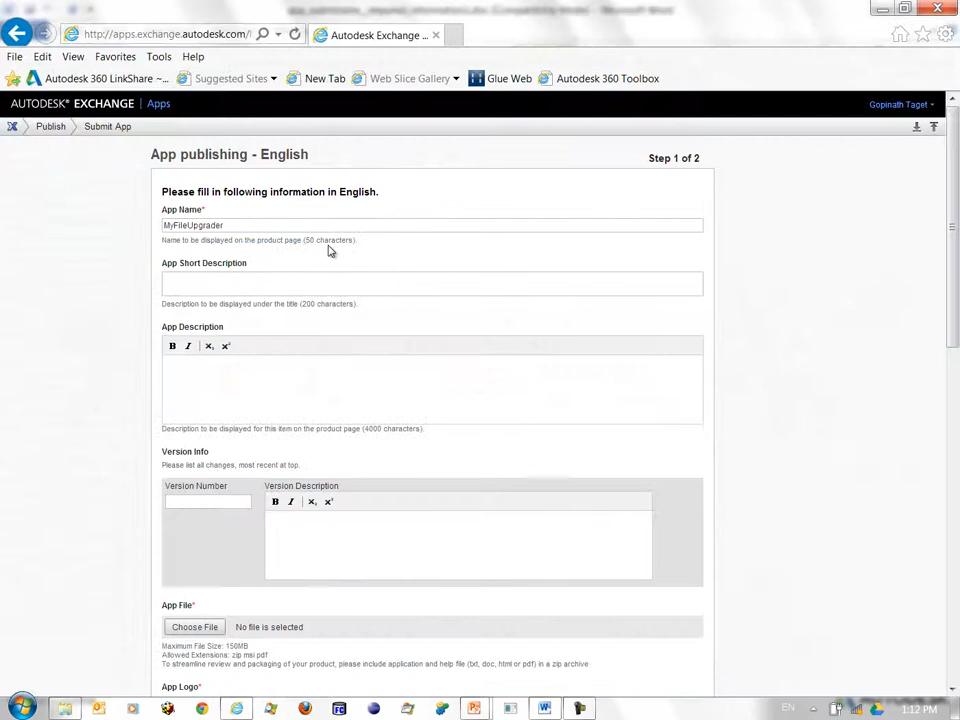 http://apps.exchange.autodesk.com/
Autodesk Exchange ...
File Edit View Favorites Tools Help
Autodesk 360 LinkShare ~... Suggested Sites New Tab Web Slice Gallery Glue Web Autodesk 360 Toolbox
AUTODESK® EXCHANGE Apps Gopinath Taget
Publish Submit App
App publishing - English Step 1 of 2
Please fill in following information in English.
App Name*
MyFileUpgrader
Name to be displayed on the product page (50 characters).
App Short Description
Description to be displayed under the title (200 characters).
App Description
B I X₂ X²
Description to be displayed for this item on the product page (4000 characters).
Version Info
Please list all changes, most recent at top.
Version Number Version Description
B I X₂ X²
App File*
Choose File No file is selected
Maximum File Size: 150MB
Allowed Extensions: zip msi pdf
To streamline review and packaging of your product, please include application and help file (txt, doc, html or pdf) in a zip archive
App Logo*
EN 1:12 PM